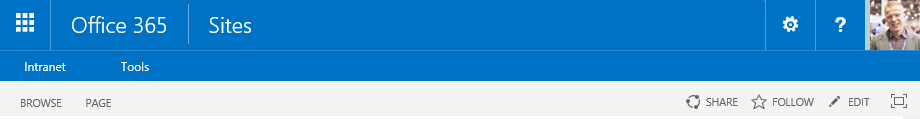 Office 365 Sites ?
Intranet Tools
BROWSE PAGE SHARE FOLLOW EDIT